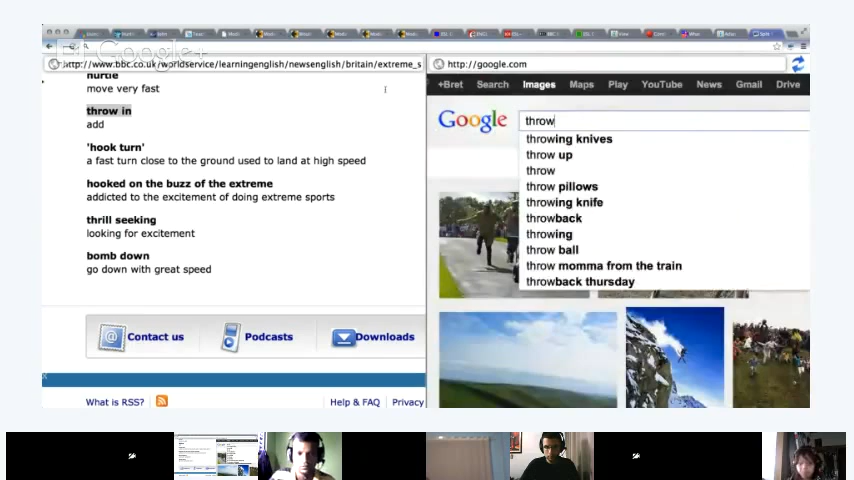 Google+
http://www.bbc.co.uk/worldservice/learningenglish/newsenglish/britain/extreme_s
http://google.com
hurtle
move very fast
throw in
add
'hook turn'
a fast turn close to the ground used to land at high speed
hooked on the buzz of the extreme
addicted to the excitement of doing extreme sports
thrill seeking
looking for excitement
bomb down
go down with great speed
Contact us
Podcasts
Downloads
What is RSS?
Help & FAQ
Privacy
+Bret Search Images Maps Play YouTube News Gmail Drive
Google
throw
throwing knives
throw up
throw
throw pillows
throwing knife
throwback
throwing
throw ball
throw momma from the train
throwback thursday